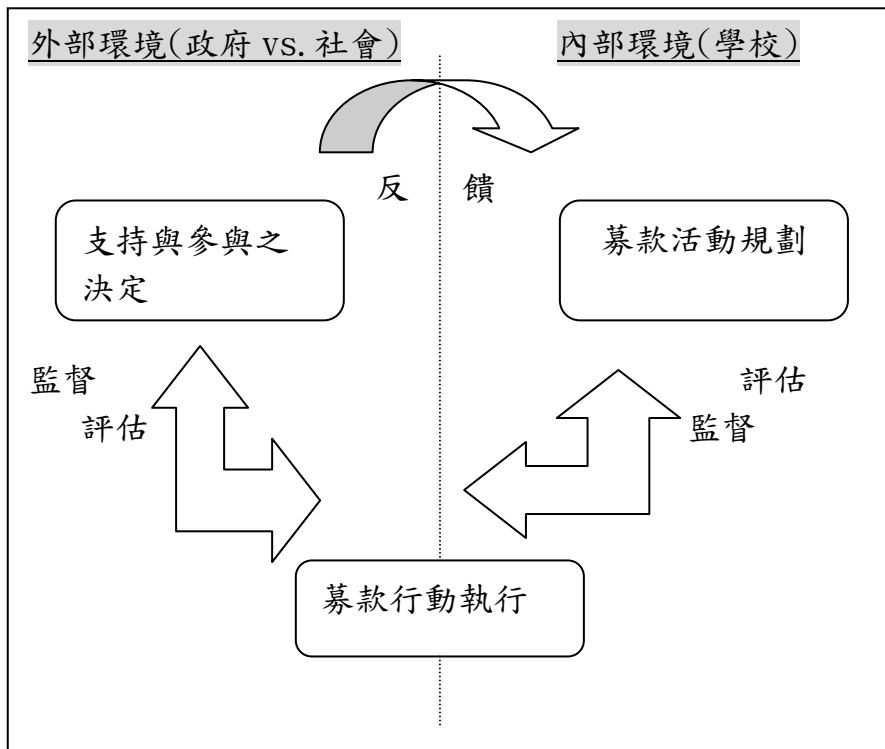 外部環境(政府 vs. 社會)
內部環境(學校)
反 饋
支持與參與之
決定
募款活動規劃
監督
評估
評估
監督
募款行動執行